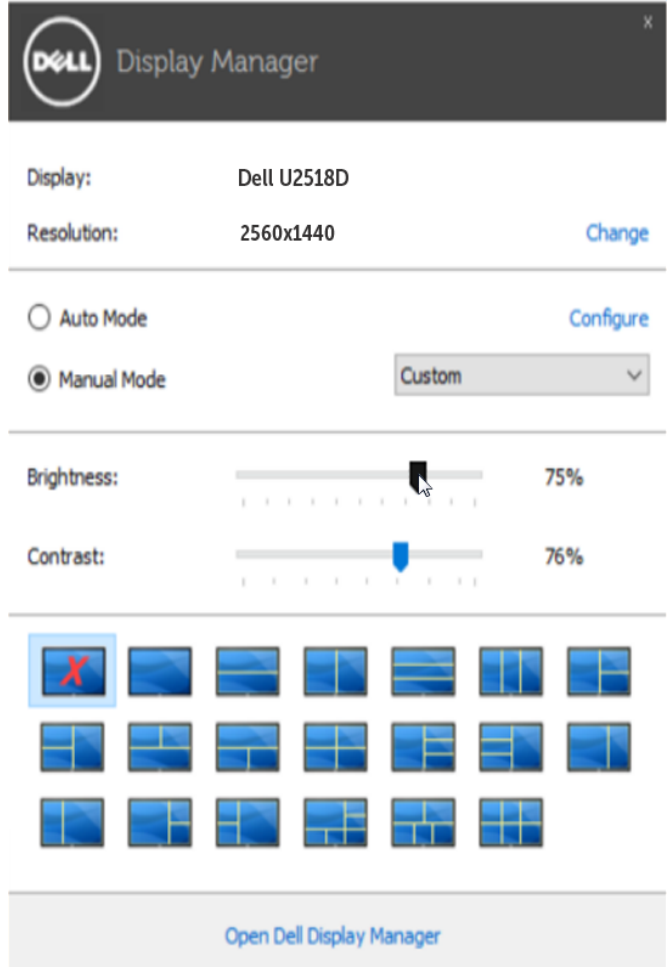 DELL Display Manager x
Display: Dell U2518D
Resolution: 2560x1440 Change
Auto Mode Configure
Manual Mode Custom
Brightness: 75%
Contrast: 76%
Open Dell Display Manager